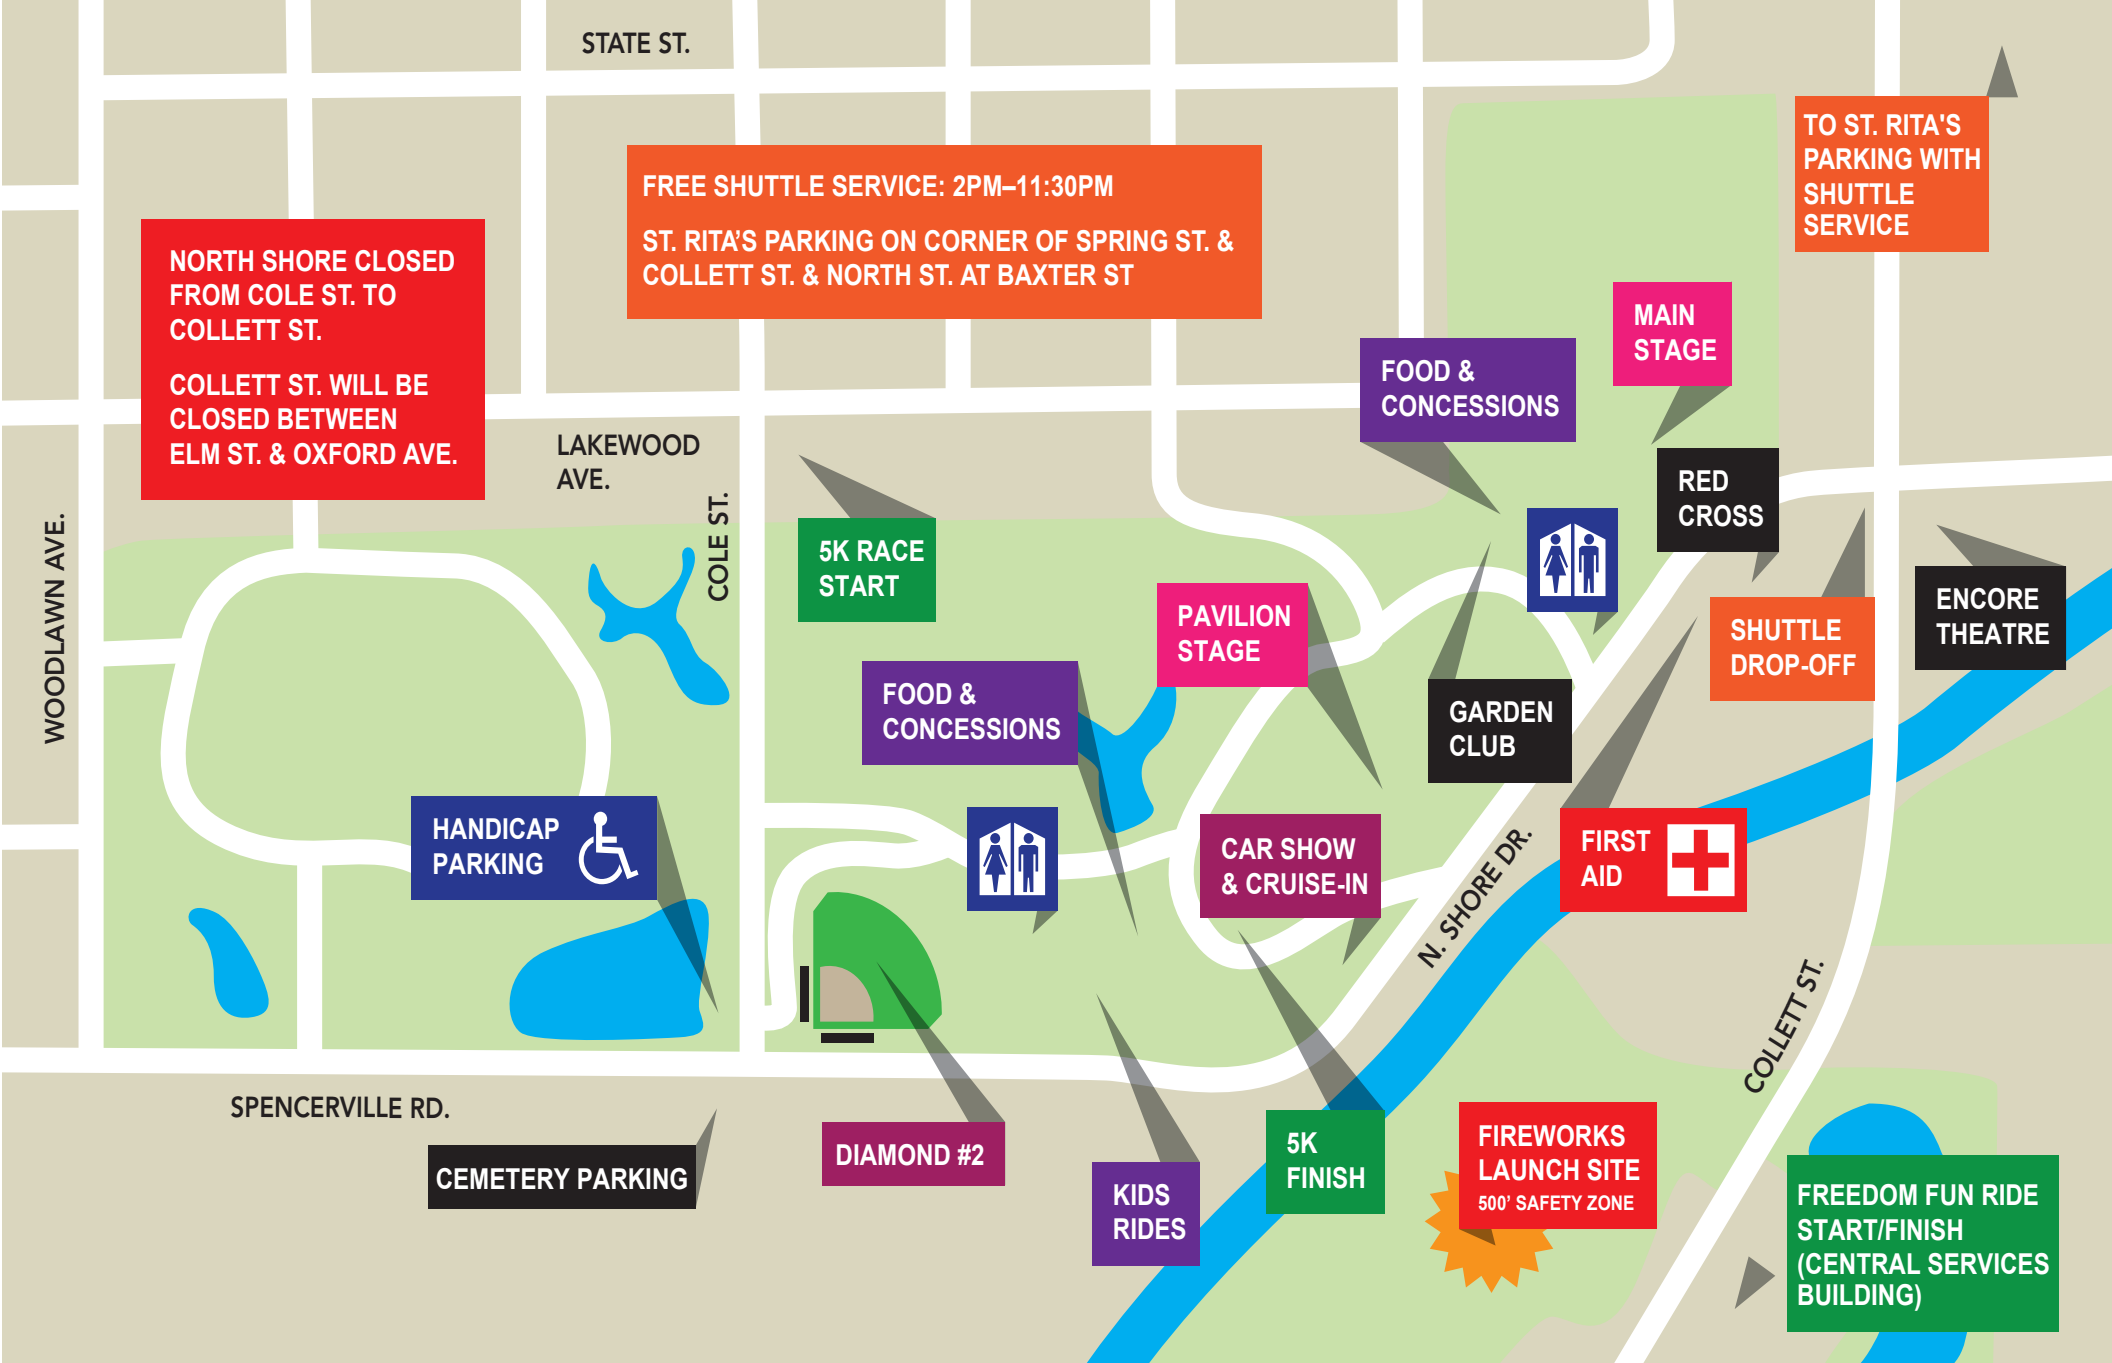 STATE ST.
TO ST. RITA'S
PARKING WITH
SHUTTLE
SERVICE
FREE SHUTTLE SERVICE: 2PM–11:30PM
ST. RITA’S PARKING ON CORNER OF SPRING ST. &
COLLETT ST. & NORTH ST. AT BAXTER ST
NORTH SHORE CLOSED
FROM COLE ST. TO
COLLETT ST.
COLLETT ST. WILL BE
CLOSED BETWEEN
ELM ST. & OXFORD AVE.
MAIN
STAGE
FOOD &
CONCESSIONS
LAKEWOOD
AVE.
RED
CROSS
WOODLAWN AVE.
COLE ST.
5K RACE
START
PAVILION
STAGE
SHUTTLE
DROP-OFF
ENCORE
THEATRE
FOOD &
CONCESSIONS
GARDEN
CLUB
HANDICAP
PARKING
CAR SHOW
& CRUISE-IN
N. SHORE DR.
FIRST
AID
COLLETT ST.
SPENCERVILLE RD.
CEMETERY PARKING
DIAMOND #2
KIDS
RIDES
5K
FINISH
FIREWORKS
LAUNCH SITE
500’ SAFETY ZONE
FREEDOM FUN RIDE
START/FINISH
(CENTRAL SERVICES
BUILDING)